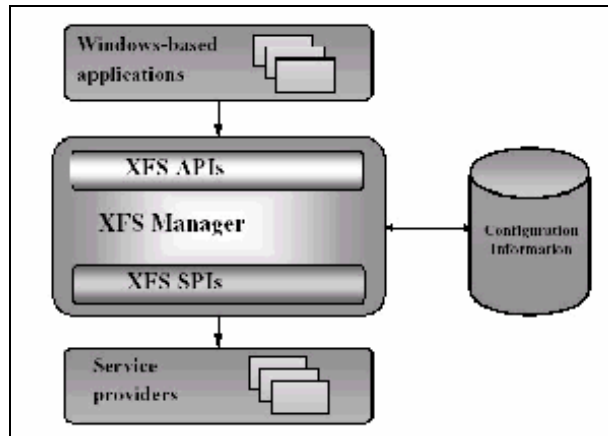 Windows-based
applications
XFS APIs
XFS Manager
XFS SPIs
Configuration
Information
Service
providers